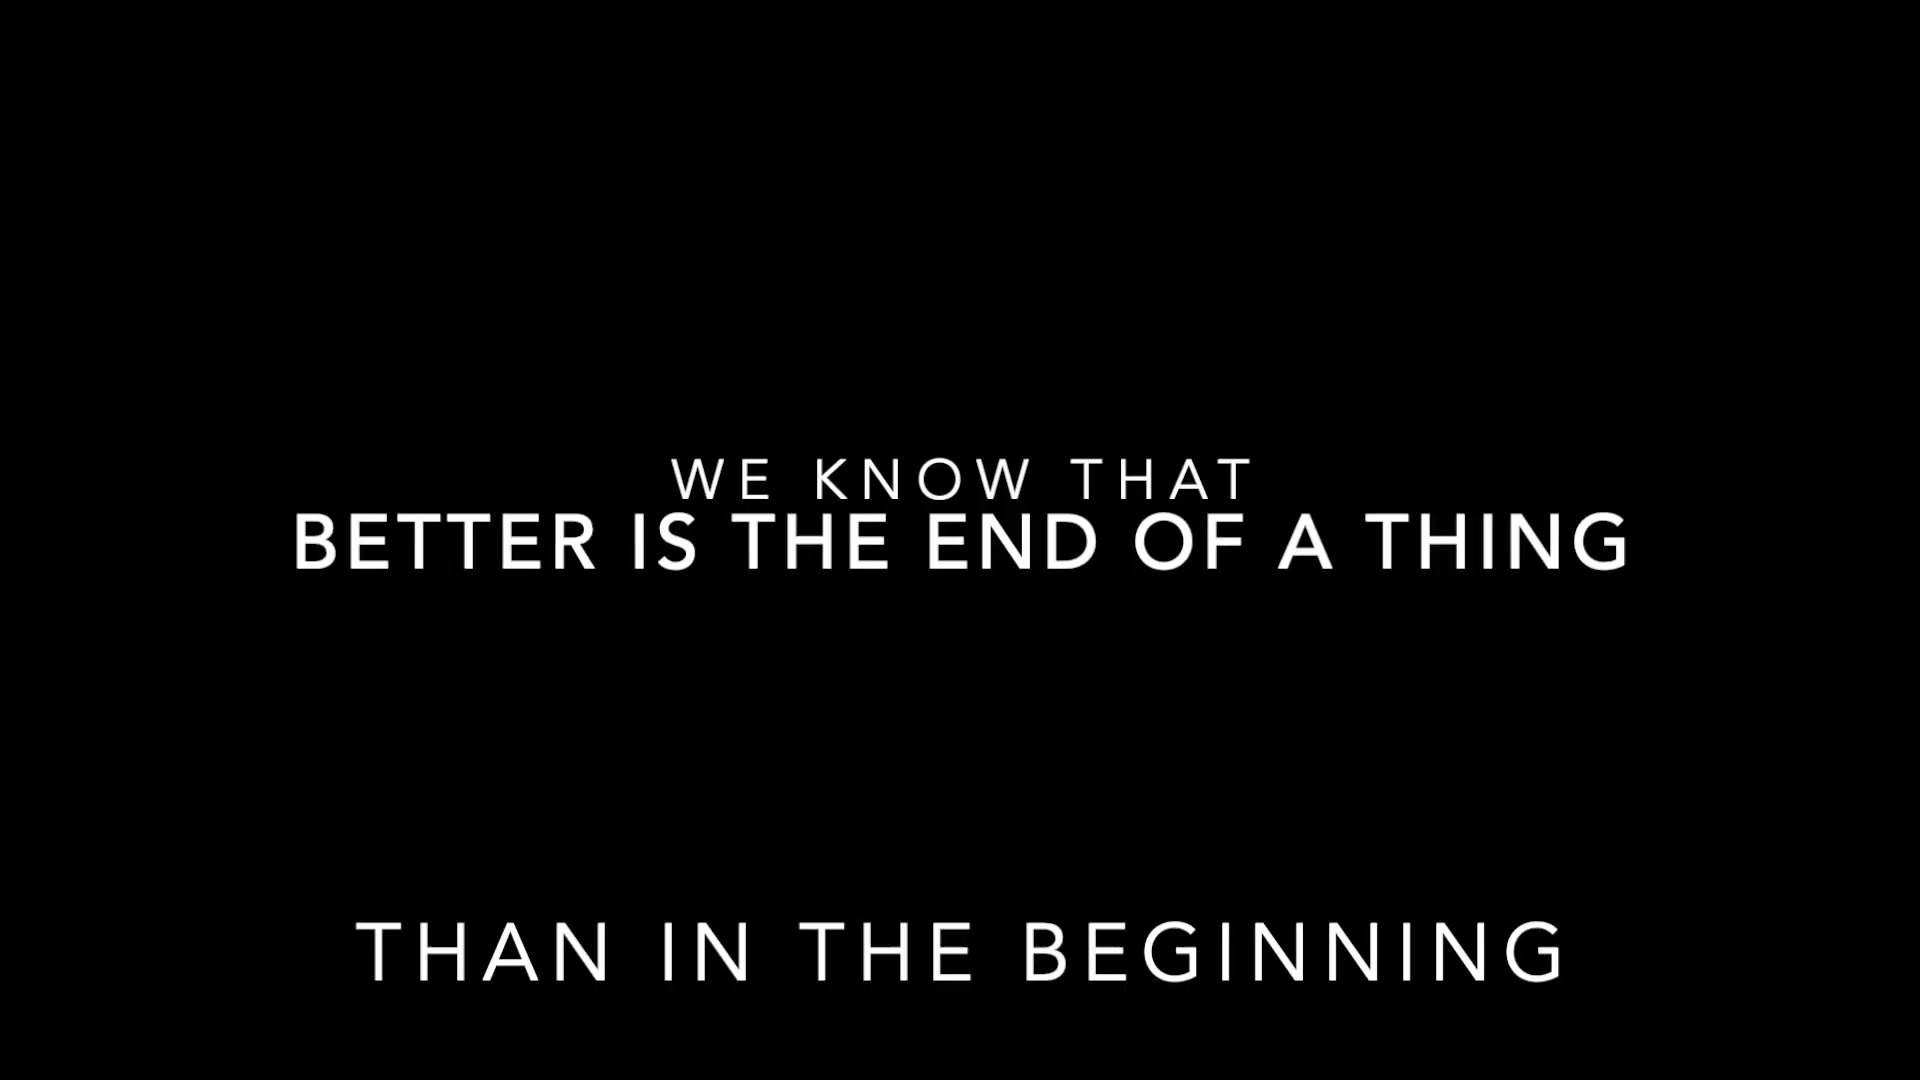 WE KNOW THAT
BETTER IS THE END OF A THING
THAN IN THE BEGINNING